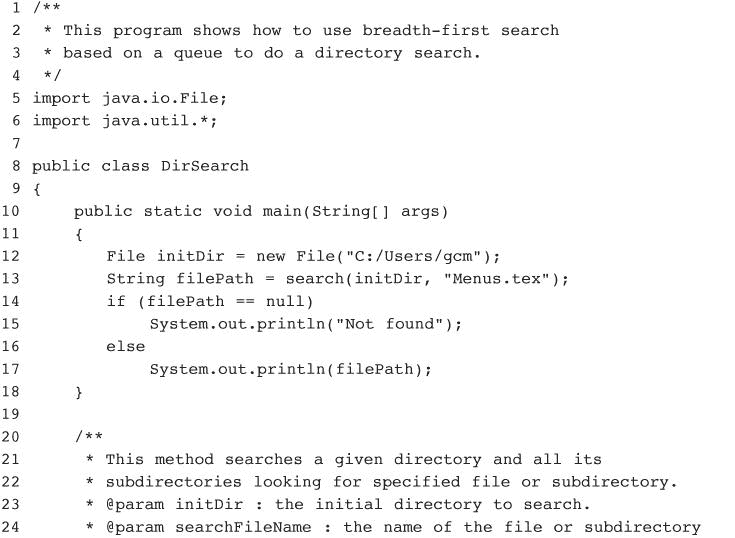 1 /**
2  * This program shows how to use breadth-first search
3  * based on a queue to do a directory search.
4  */
5 import java.io.File;
6 import java.util.*;
7
8 public class DirSearch
9 {
10     public static void main(String[] args)
11     {
12        File initDir = new File("C:/Users/gcm");
13        String filePath = search(initDir, "Menus.tex");
14        if (filePath == null)
15            System.out.println("Not found");
16        else
17            System.out.println(filePath);
18     }
19
20     /**
21      * This method searches a given directory and all its
22      * subdirectories looking for specified file or subdirectory.
23      * @param initDir : the initial directory to search.
24      * @param searchFileName : the name of the file or subdirectory